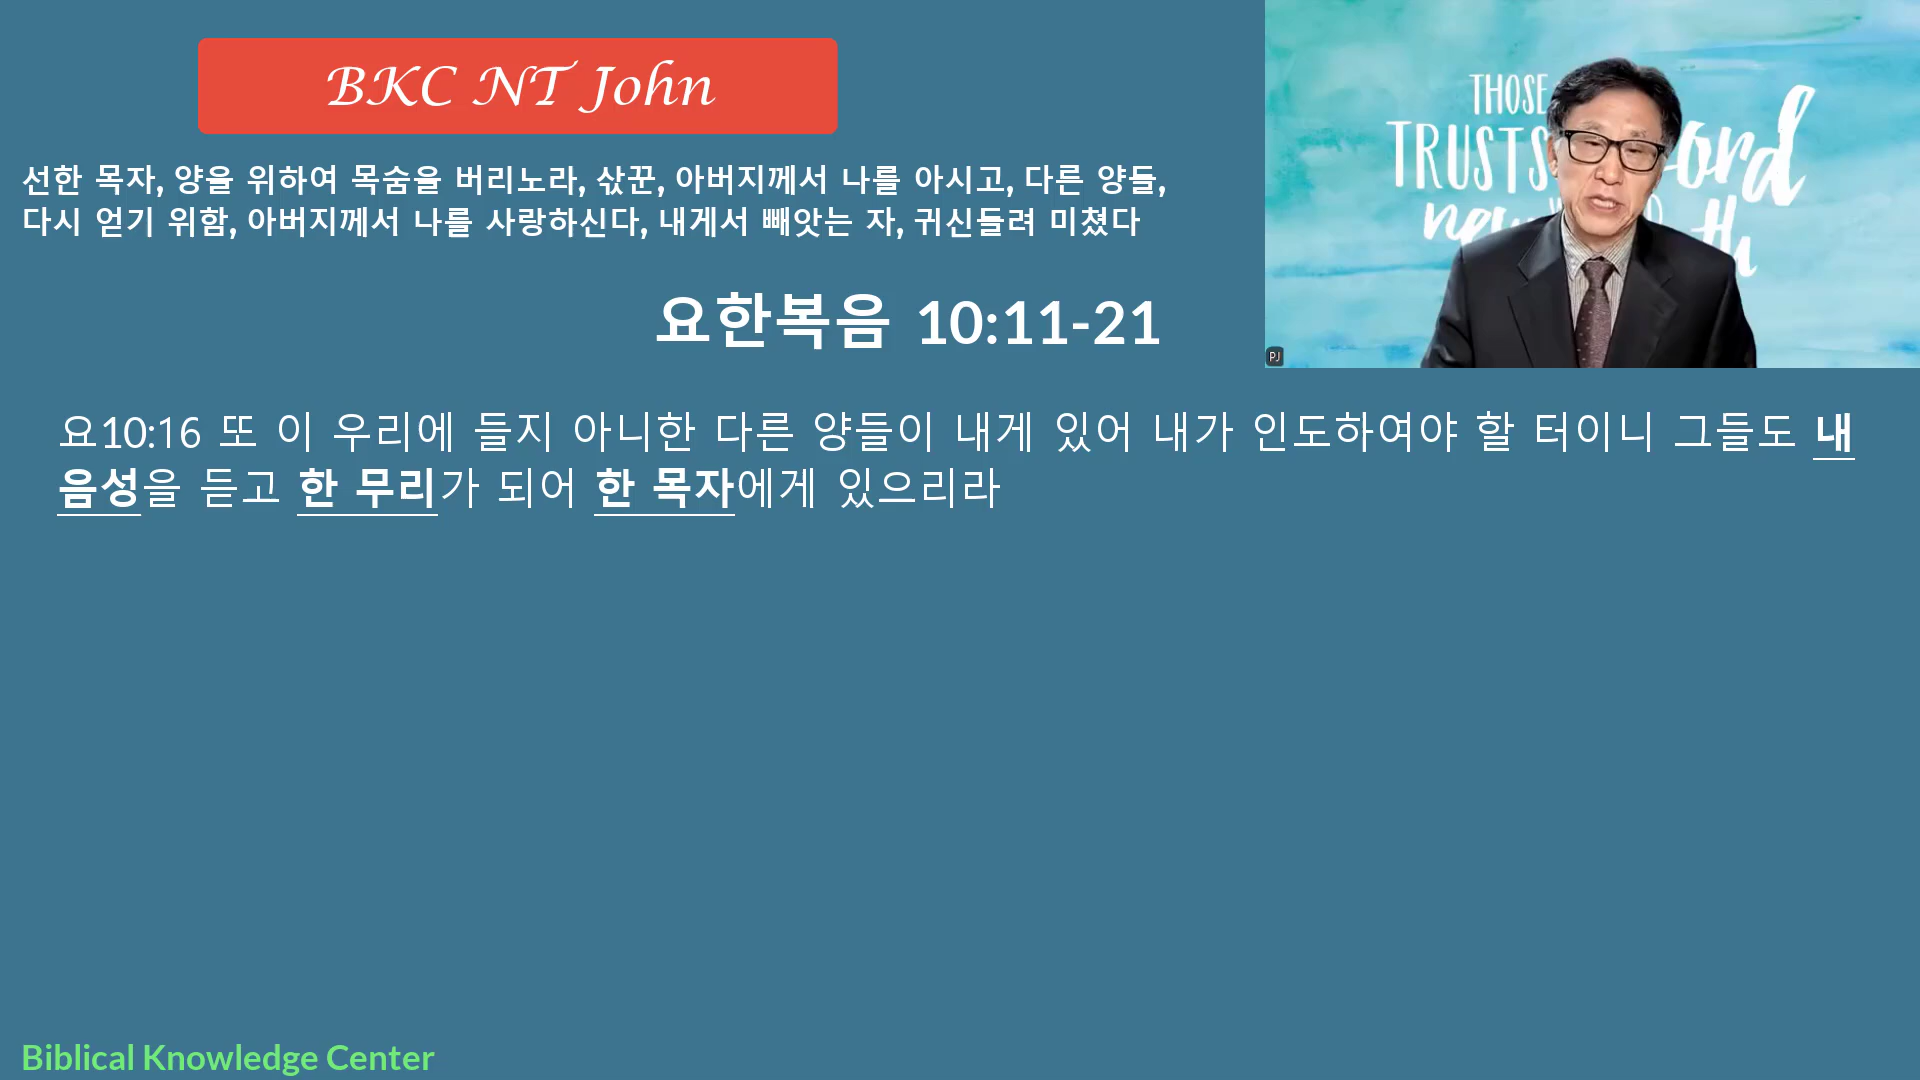 BKC NT John
선한 목자, 양을 위하여 목숨을 버리노라, 삯꾼, 아버지께서 나를 아시고, 다른 양들,
다시 얻기 위함, 아버지께서 나를 사랑하신다, 내게서 빼앗는 자, 귀신들려 미쳤다
요한복음 10:11-21
요10:16 또 이 우리에 들지 아니한 다른 양들이 내게 있어 내가 인도하여야 할 터이니 그들도 내
음성을 듣고 한 무리가 되어 한 목자에게 있으리라
THOSE
TRUSTS
PJ
Biblical Knowledge Center